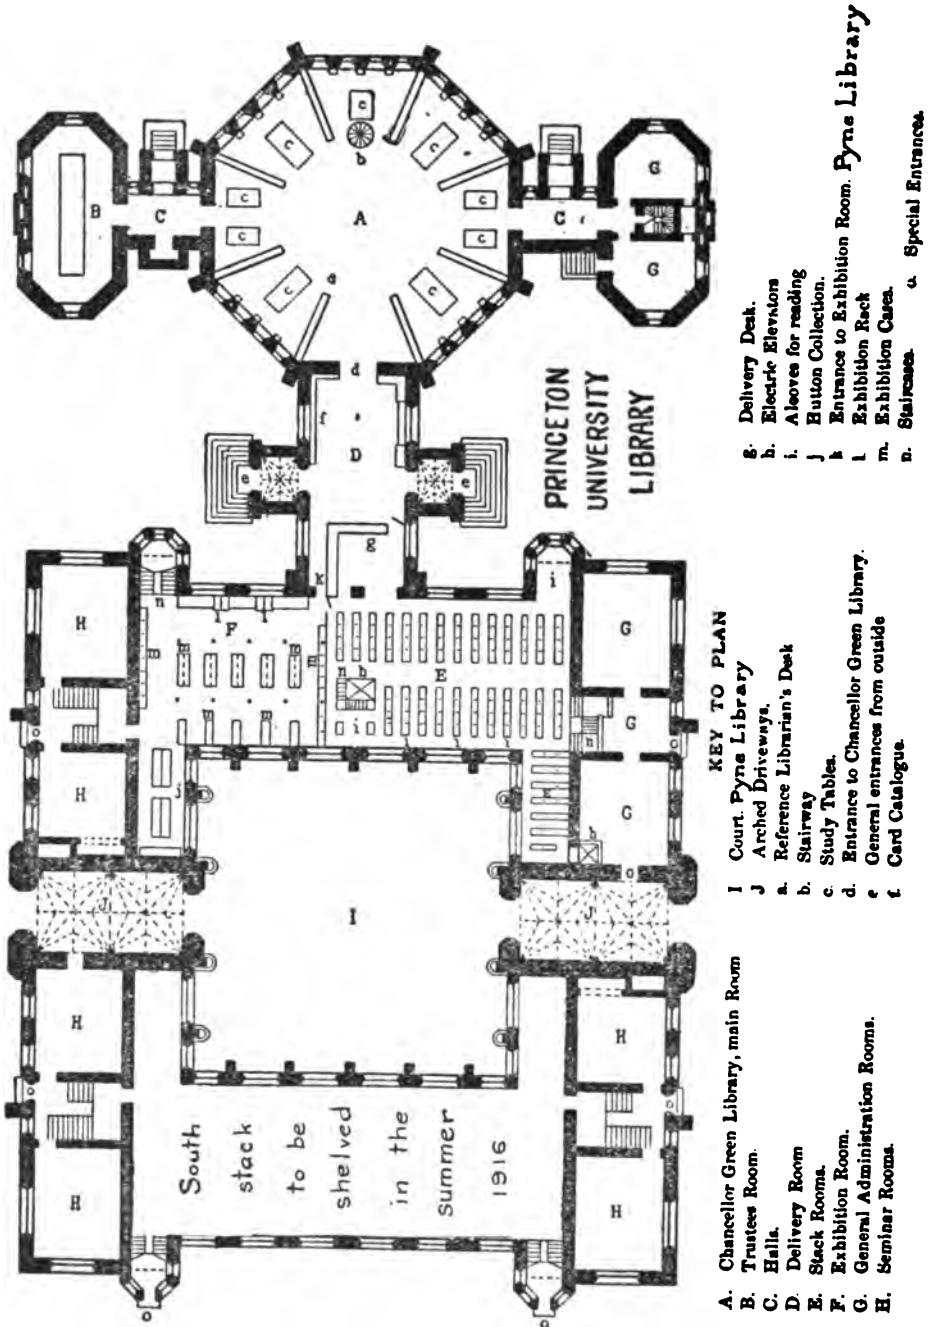 PRINCETON
UNIVERSITY
LIBRARY
South
stack
to be
shelved
in the
summer
1916
KEY TO PLAN
A. Chancellor Green Library, main Room
B. Trustees Room.
C. Halls.
D. Delivery Room
E. Stack Rooms.
F. Exhibition Room.
G. General Administration Rooms.
H. Seminar Rooms.
I Court. Pyne Library
J Arched Driveways.
a. Reference Librarian's Desk
b. Stairway
c. Study Tables.
d. Entrance to Chancellor Green Library.
e General entrances from outside
f. Card Catalogue.
g. Delivery Desk.
h. Electric Elevators
i. Alcoves for reading
j Hutton Collection.
k Entrance to Exhibition Room. Pyne Library
l Exhibition Rack
m. Exhibition Cases.
n. Staircases. o. Special Entrances.
B
C
A
C
G
G
a
b
c
c
c
c
c
c
c
c
c
d
f
D
e
e
g
k
H
H
H
H
H
H
F
E
G
G
G
I
J
J
j
i
i
n
n
n
m
m
h
h
o
o